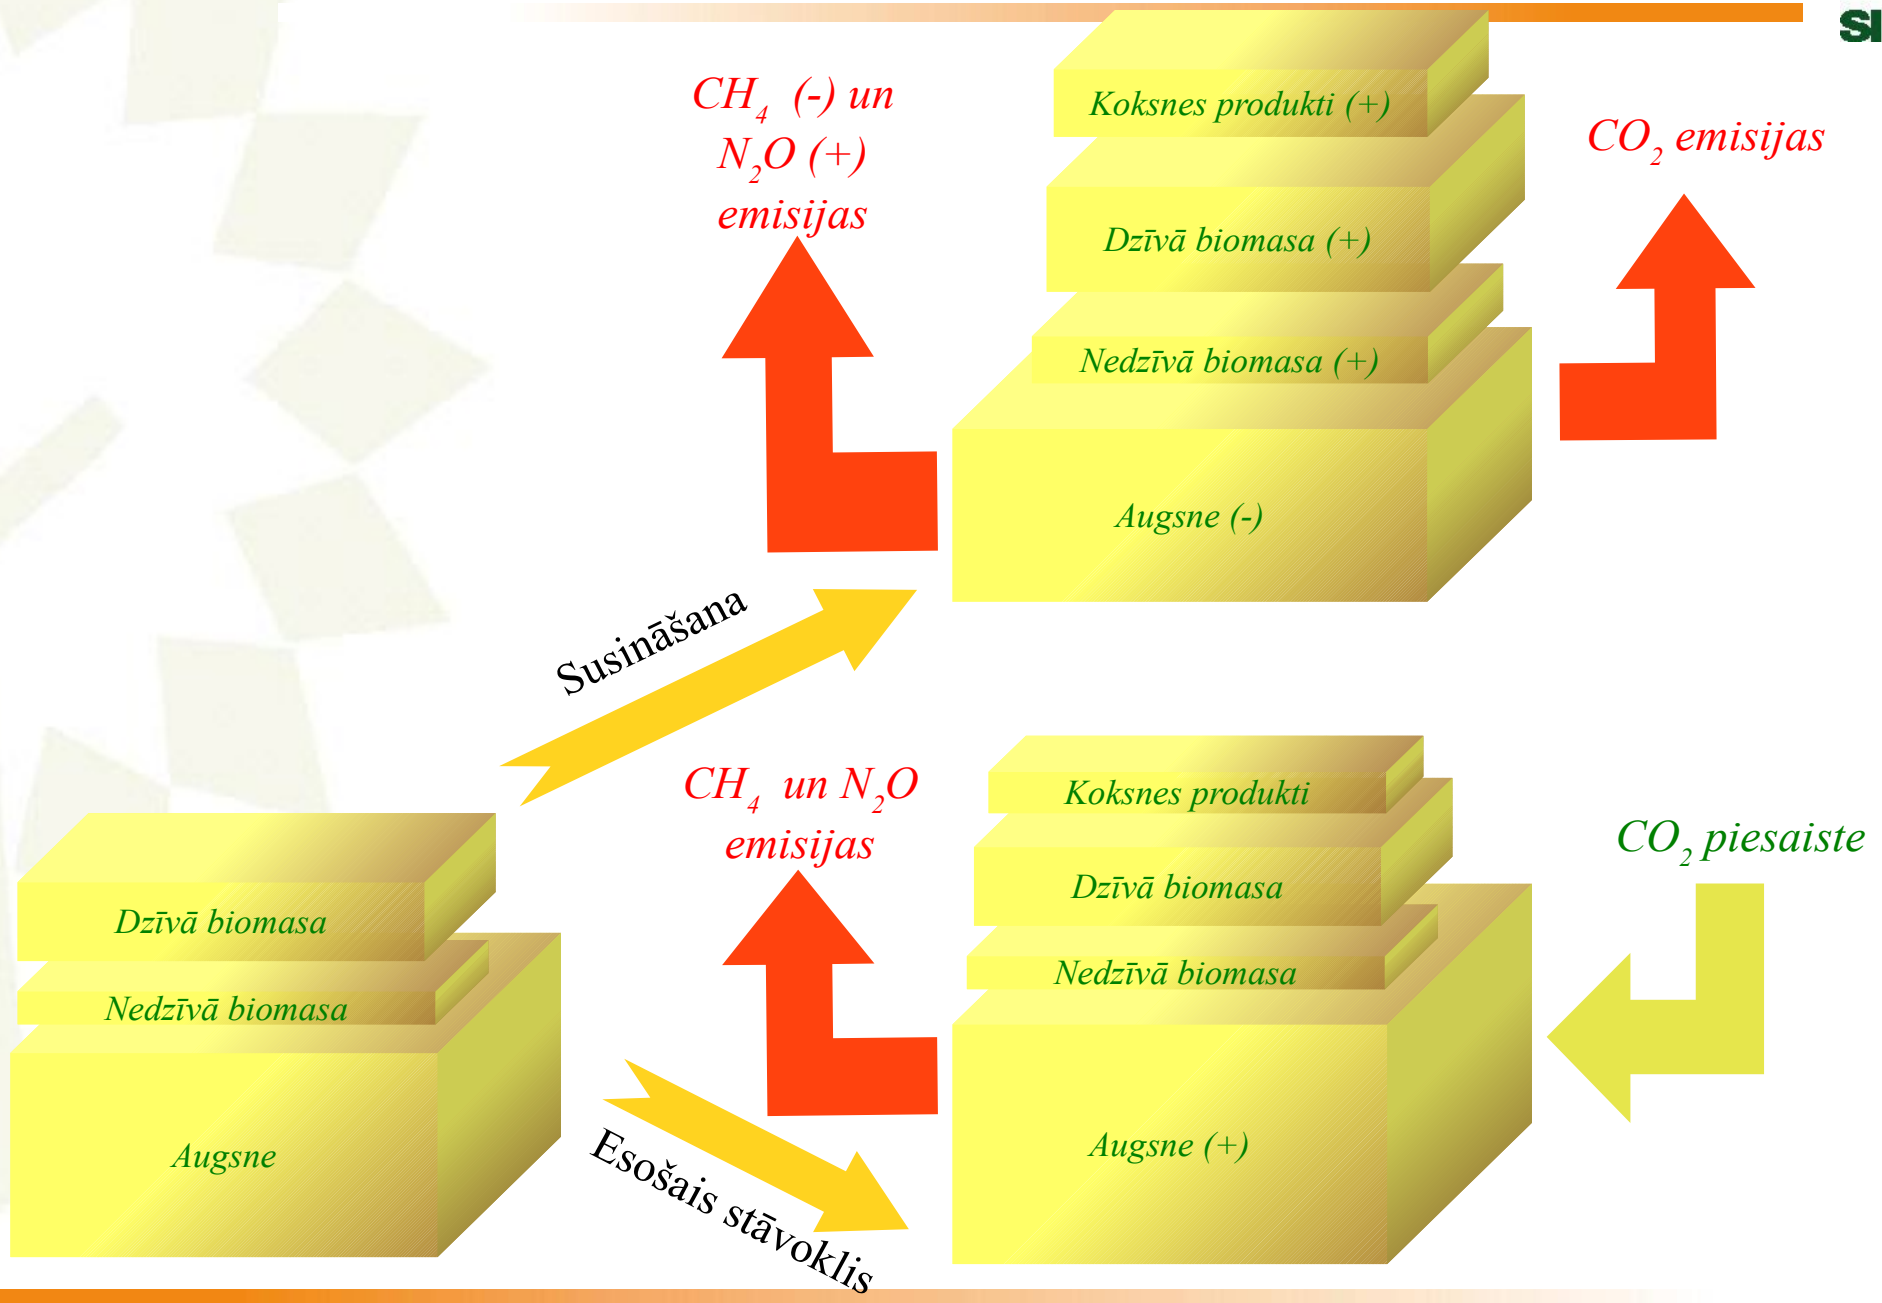 SI
CH₄ (-) un
N₂O (+)
emisijas
Koksnes produkti (+)
Dzīvā biomasa (+)
Nedzīvā biomasa (+)
Augsne (-)
CO₂ emisijas
Susināšana
CH₄ un N₂O
emisijas
Koksnes produkti
Dzīvā biomasa
Nedzīvā biomasa
Augsne (+)
CO₂ piesaiste
Dzīvā biomasa
Nedzīvā biomasa
Augsne
Esošais stāvoklis